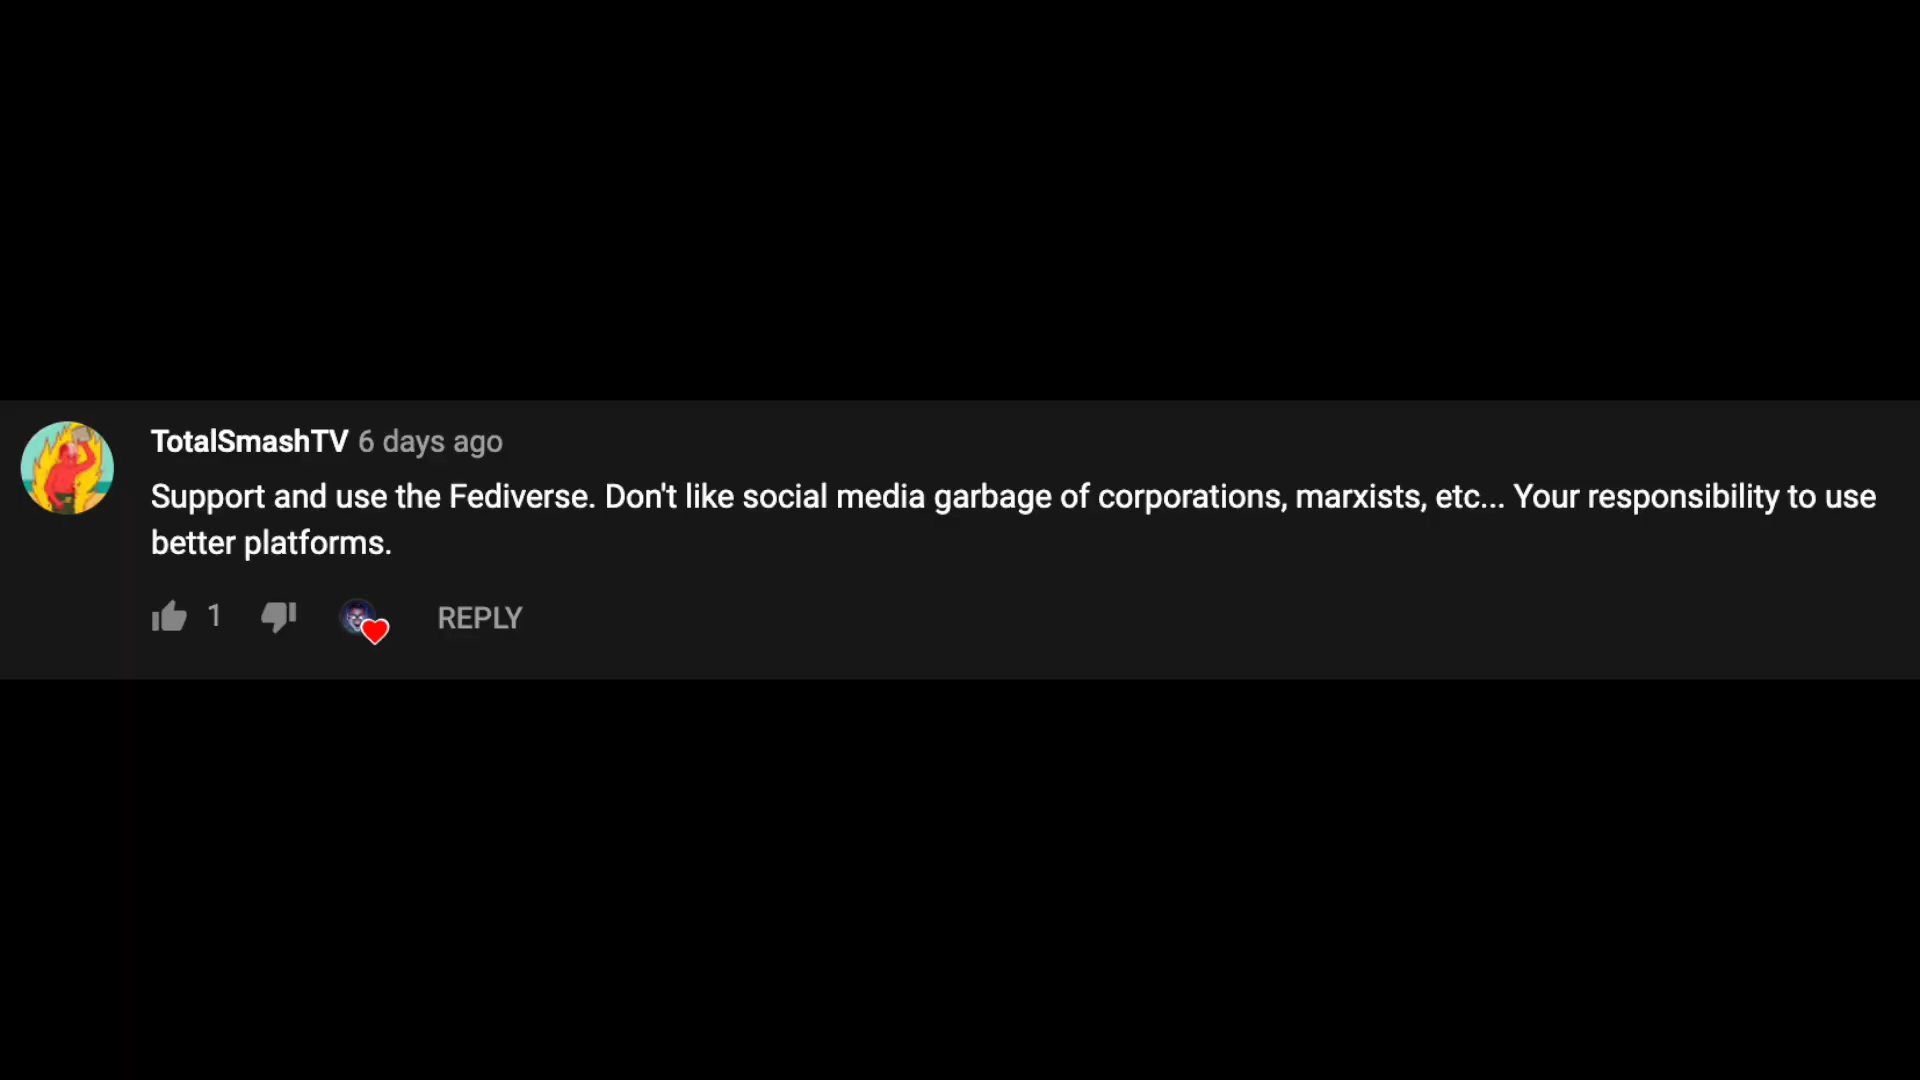 TotalSmashTV 6 days ago
Support and use the Fediverse. Don't like social media garbage of corporations, marxists, etc... Your responsibility to use
better platforms.
1 REPLY